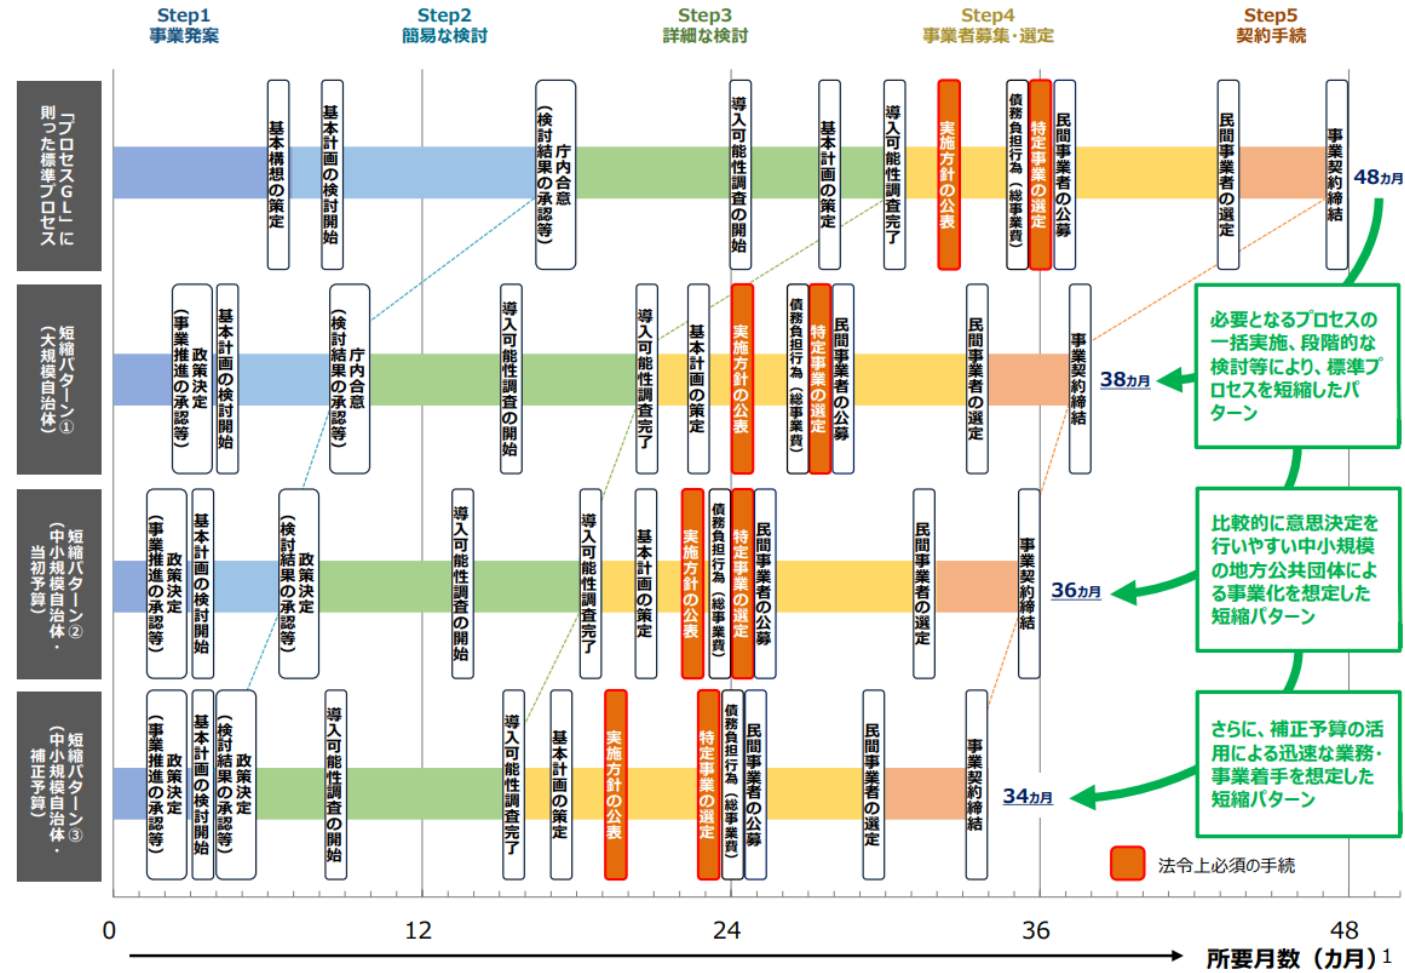 Step1
事業発案
Step2
簡易な検討
Step3
詳細な検討
Step4
事業者募集・選定
Step5
契約手続
「プロセスGL」に
則った標準プロセス
基本構想の策定
基本計画の検討開始
庁内合意
(検討結果の承認等)
導入可能性調査の開始
基本計画の策定
導入可能性調査完了
実施方針の公表
債務負担行為(総事業費)
特定事業の選定
民間事業者の公募
民間事業者の選定
事業契約締結
48カ月
短縮パターン①
(大規模自治体)
政策決定
(事業推進の承認等)
基本計画の検討開始
庁内合意
(検討結果の承認等)
導入可能性調査の開始
導入可能性調査完了
基本計画の策定
実施方針の公表
債務負担行為(総事業費)
特定事業の選定
民間事業者の公募
民間事業者の選定
事業契約締結
38カ月
必要となるプロセスの
一括実施、段階的な
検討等により、標準プ
ロセスを短縮したパ
ターン
短縮パターン②
(中小規模自治体・
当初予算)
政策決定
(事業推進の承認等)
基本計画の検討開始
政策決定
(検討結果の承認等)
導入可能性調査の開始
導入可能性調査完了
基本計画の策定
実施方針の公表
債務負担行為(総事業費)
特定事業の選定
民間事業者の公募
民間事業者の選定
事業契約締結
36カ月
比較的に意思決定を
行いやすい中小規模
の地方公共団体によ
る事業化を想定した
短縮パターン
短縮パターン③
(中小規模自治体・
補正予算)
政策決定
(事業推進の承認等)
基本計画の検討開始
政策決定
(検討結果の承認等)
導入可能性調査の開始
導入可能性調査完了
基本計画の策定
実施方針の公表
特定事業の選定
債務負担行為(総事業費)
民間事業者の公募
民間事業者の選定
事業契約締結
34カ月
さらに、補正予算の活
用による迅速な業務・
事業着手を想定した
短縮パターン
法令上必須の手続
0
12
24
36
48
所要月数(カ月)
1